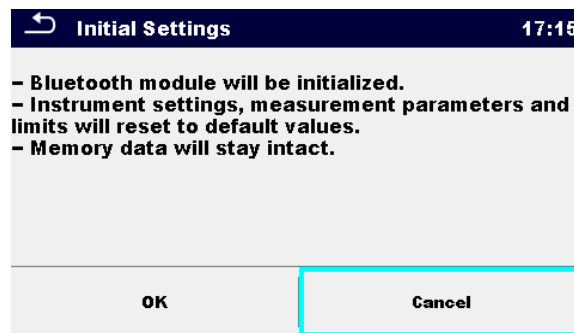 Initial Settings 17:15
– Bluetooth module will be initialized.
– Instrument settings, measurement parameters and
limits will reset to default values.
– Memory data will stay intact.
OK Cancel